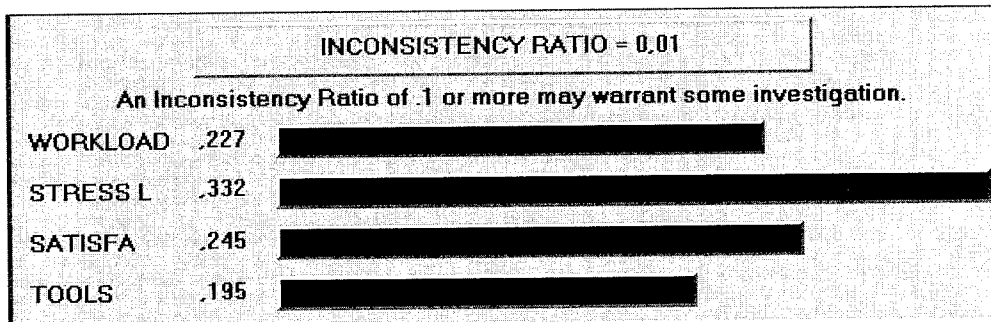 INCONSISTENCY RATIO = 0.01
An Inconsistency Ratio of .1 or more may warrant some investigation.
WORKLOAD .227
STRESS L .332
SATISFA .245
TOOLS .195